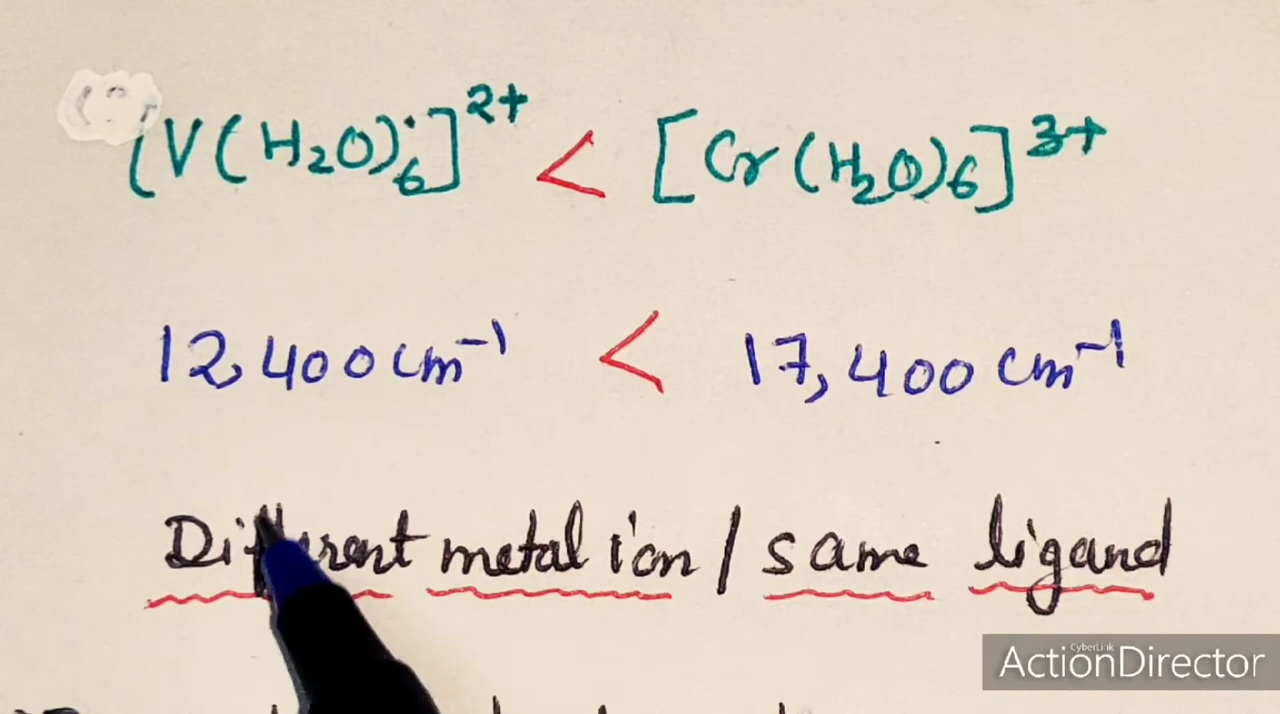 [V(H₂O)₆]²⁺ < [Cr(H₂O)₆]³⁺
12,400 cm⁻¹ < 17,400 cm⁻¹
Different metal ion / same ligand
CyberLink
ActionDirector